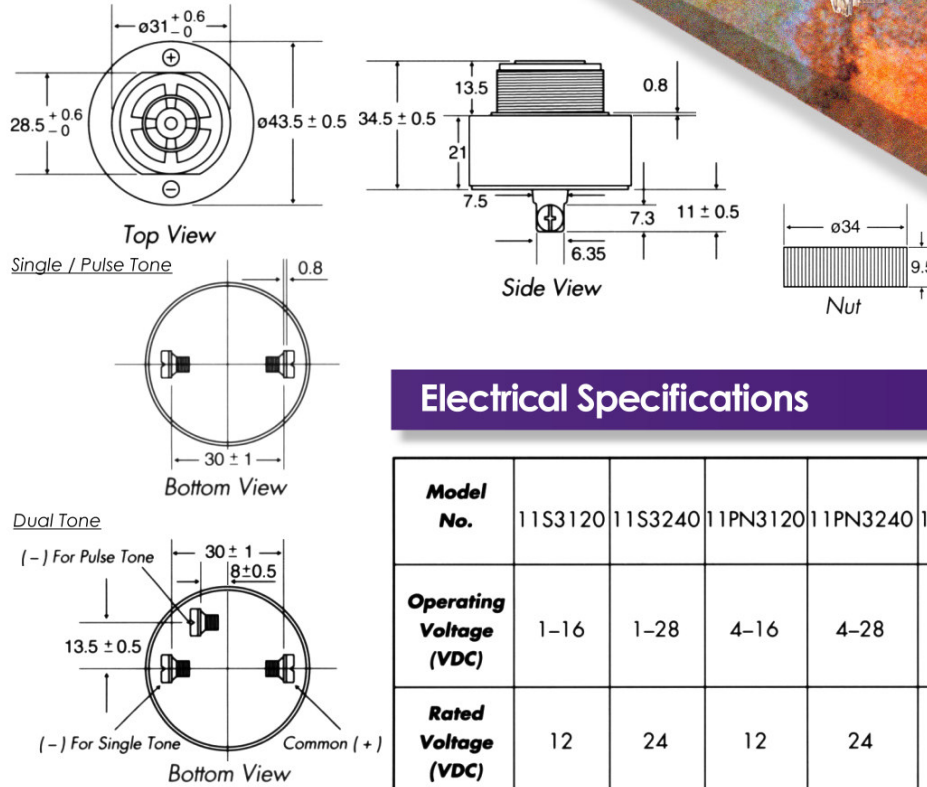 ø31 + 0.6 - 0
28.5 + 0.6 - 0
ø43.5 ± 0.5
+
−
Top View
34.5 ± 0.5
13.5
0.8
21
7.5
7.3
11 ± 0.5
6.35
Side View
ø34
9.5
Nut
Single / Pulse Tone
0.8
30 ± 1
Bottom View
Dual Tone
( – ) For Pulse Tone
30 ± 1
8±0.5
13.5 ± 0.5
( – ) For Single Tone
Common ( + )
Bottom View
Electrical Specifications
Model No. 11S3120 11S3240 11PN3120 11PN3240
Operating Voltage (VDC) 1–16 1–28 4–16 4–28
Rated Voltage (VDC) 12 24 12 24